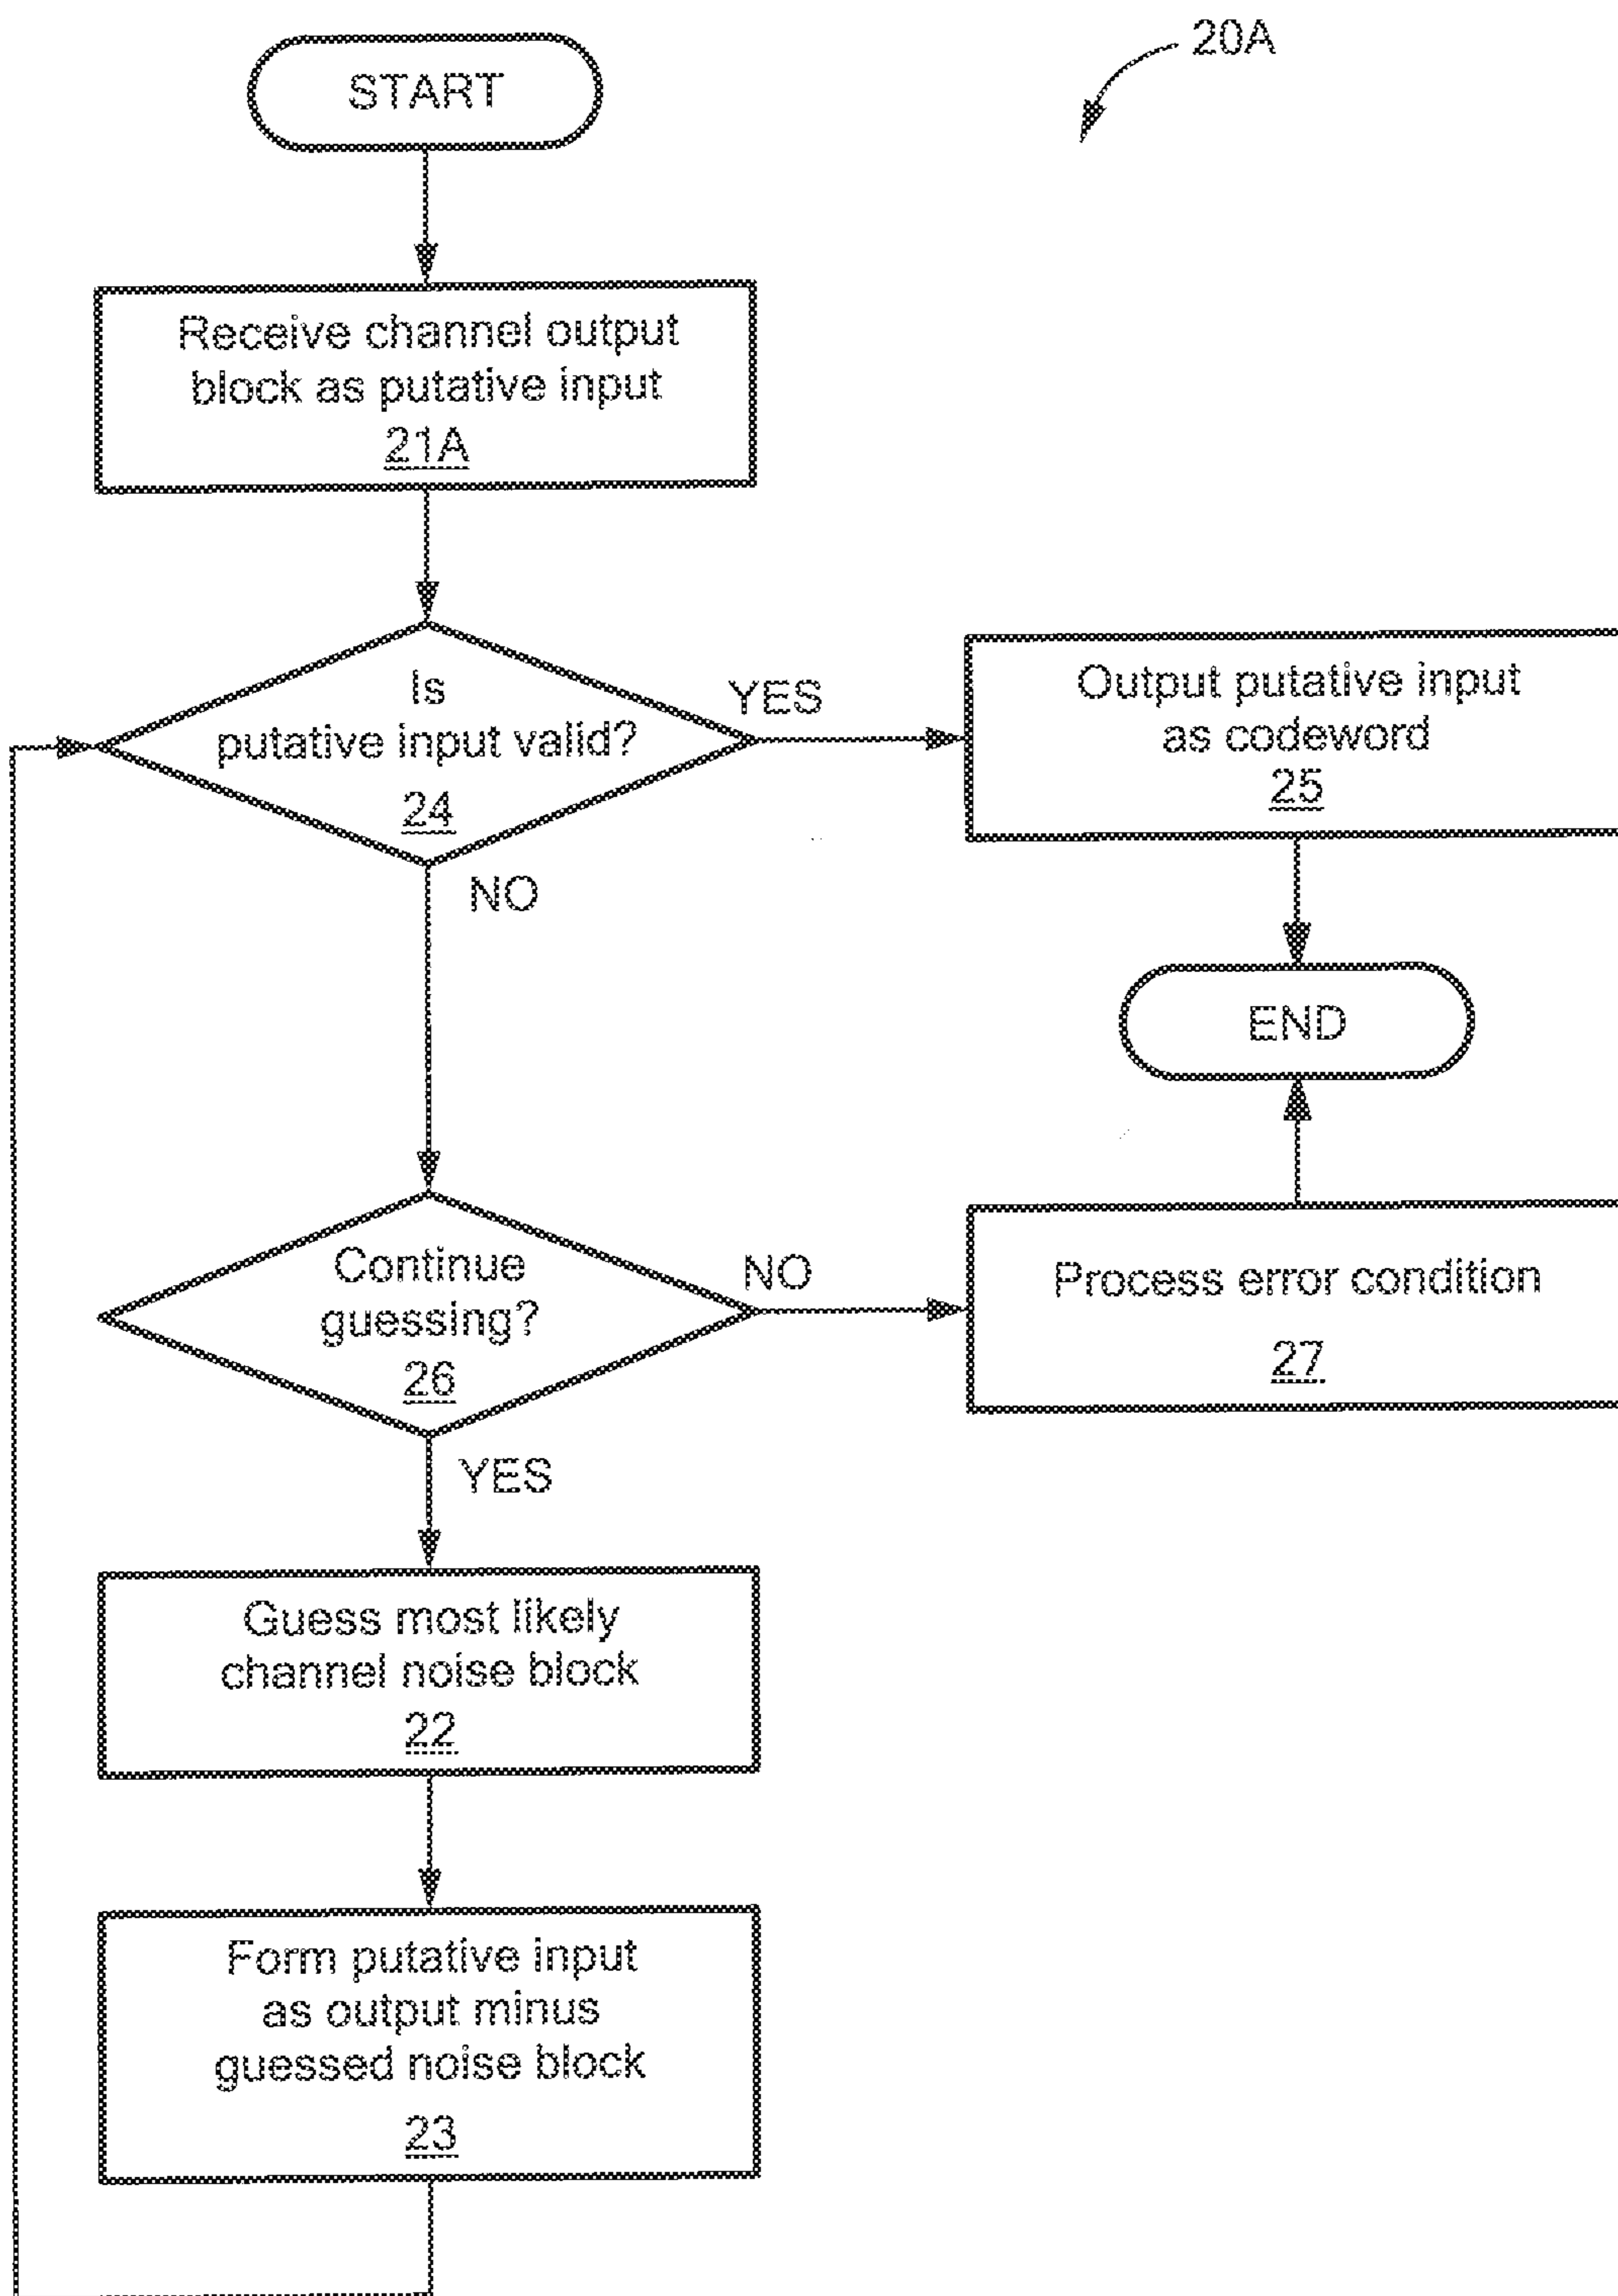 20A
START
Receive channel output
block as putative input
21A
Is
putative input valid?
24
YES
NO
Output putative input
as codeword
25
END
Continue
guessing?
26
NO
YES
Process error condition
27
Guess most likely
channel noise block
22
Form putative input
as output minus
guessed noise block
23